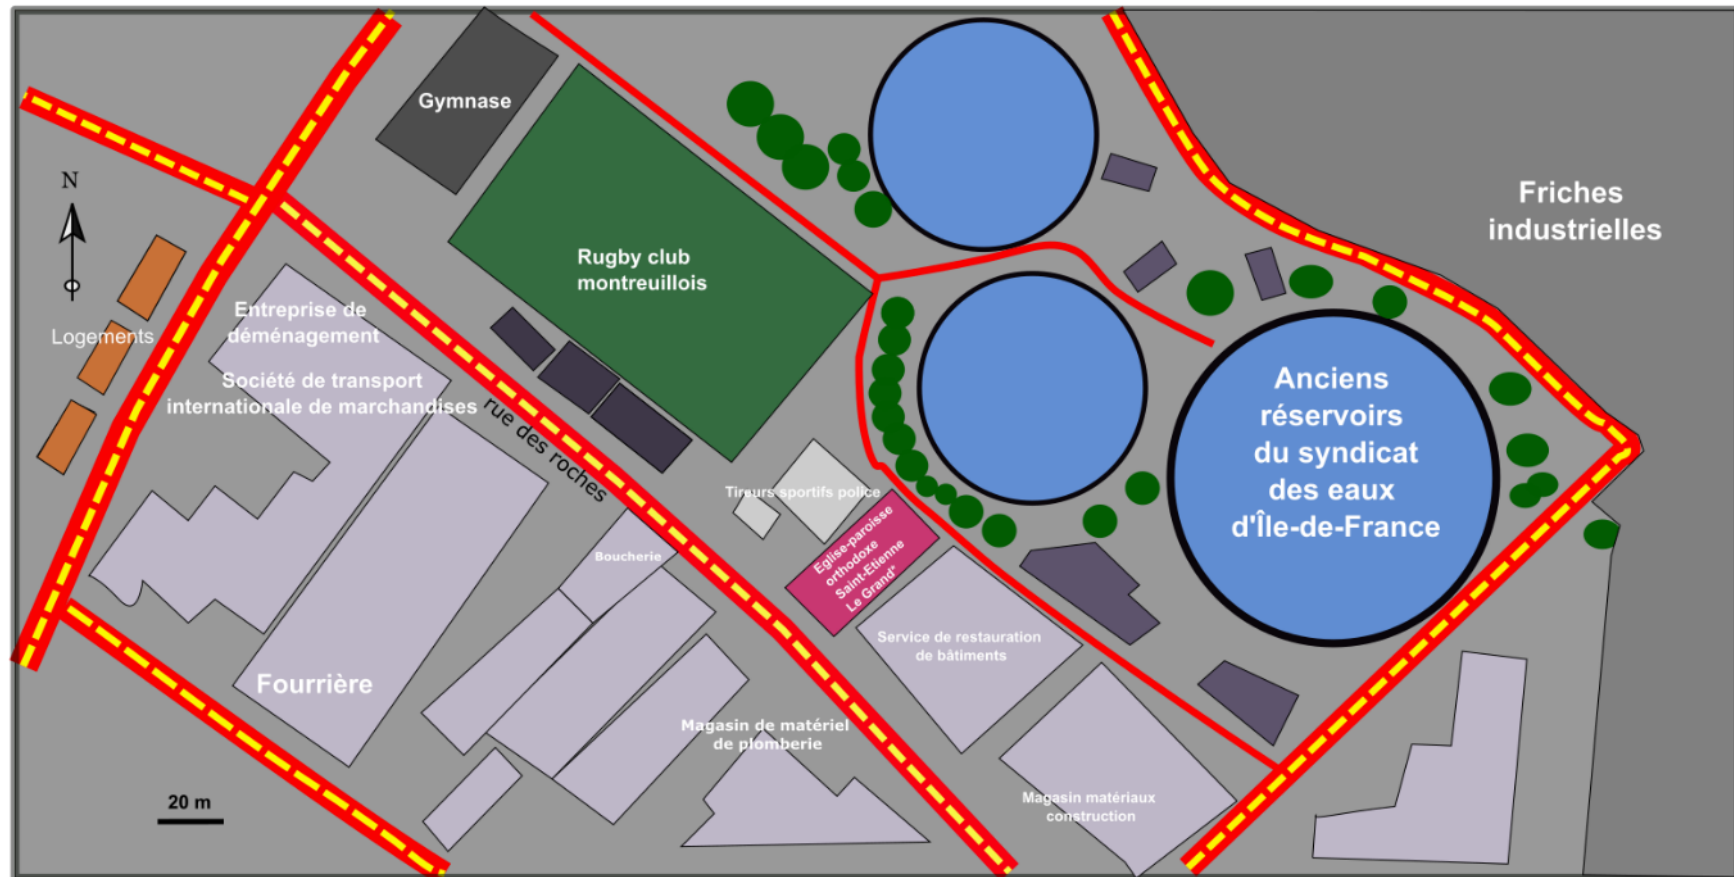 Gymnase
N
Friches
industrielles
Rugby club
montreuillois
Entreprise de
déménagement
Logements
Société de transport
internationale de marchandises
rue des roches
Anciens
réservoirs
du syndicat
des eaux
d'Île-de-France
Tireurs sportifs police
Boucherie
Eglise-paroisse
orthodoxe
Saint-Etienne
Le Grand"
Service de restauration
de bâtiments
Fourrière
Magasin de matériel
de plomberie
20 m
Magasin matériaux
construction